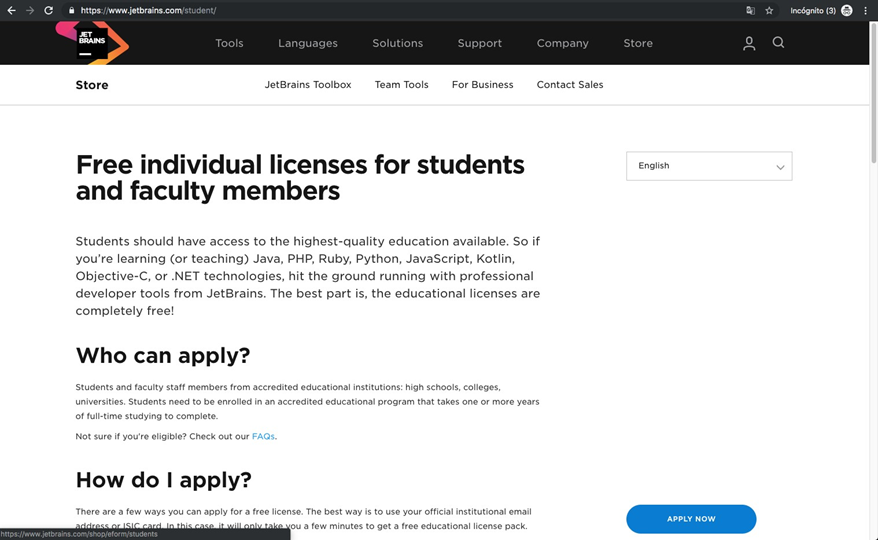 https://www.jetbrains.com/student/
Incógnito (3)
JET
BRAINS
Tools Languages Solutions Support Company Store
Store
JetBrains Toolbox Team Tools For Business Contact Sales
Free individual licenses for students
and faculty members
English
Students should have access to the highest-quality education available. So if
you're learning (or teaching) Java, PHP, Ruby, Python, JavaScript, Kotlin,
Objective-C, or .NET technologies, hit the ground running with professional
developer tools from JetBrains. The best part is, the educational licenses are
completely free!
Who can apply?
Students and faculty staff members from accredited educational institutions: high schools, colleges,
universities. Students need to be enrolled in an accredited educational program that takes one or more years
of full-time studying to complete.
Not sure if you're eligible? Check out our FAQs.
How do I apply?
There are a few ways you can apply for a free license. The best way is to use your official institutional email
address or ISIC card. In this case, it will only take you a few minutes to get a free educational license pack.
APPLY NOW
https://www.jetbrains.com/shop/eform/students